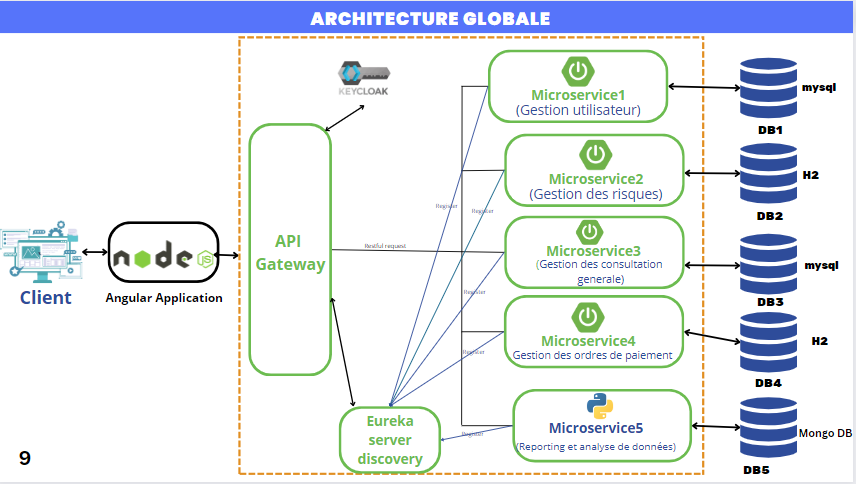 ARCHITECTURE GLOBALE
KEYCLOAK
Microservice1
(Gestion utilisateur)
mysql
DB1
Microservice2
(Gestion des risques)
H2
DB2
Register
Register
API
Gateway
Restful request
Microservice3
(Gestion des consultation
generale)
mysql
DB3
node
JS
Client
Angular Application
Register
Microservice4
Gestion des ordres de paiement
H2
DB4
Register
Eureka
server
discovery
Register
Microservice5
(Reporting et analyse de données)
Mongo DB
DB5
9